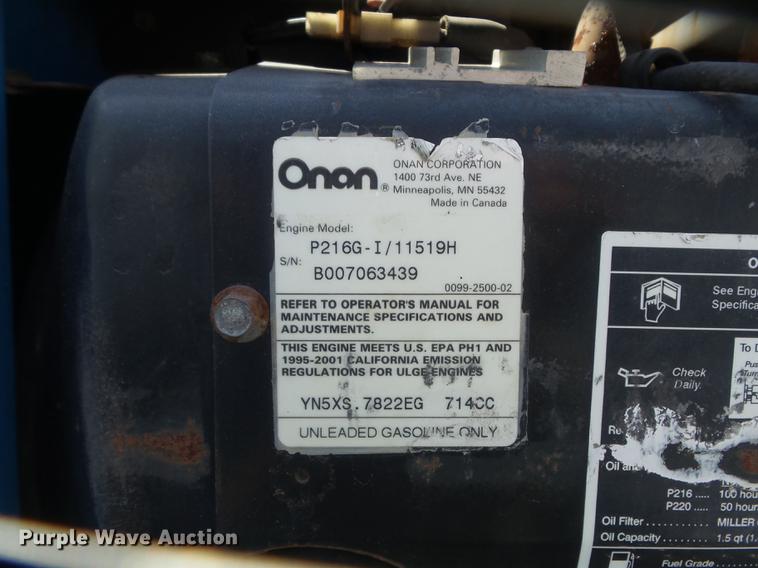 Onan®
ONAN CORPORATION
1400 73rd Ave. NE
Minneapolis, MN 55432
Made in Canada
Engine Model:
P216G-I/11519H
S/N:
B007063439
0099-2500-02
REFER TO OPERATOR'S MANUAL FOR
MAINTENANCE SPECIFICATIONS AND
ADJUSTMENTS.
THIS ENGINE MEETS U.S. EPA PH1 AND
1995-2001 CALIFORNIA EMISSION
REGULATIONS FOR ULGE ENGINES
YN5XS.7822EG 714CC
UNLEADED GASOLINE ONLY
See Eng
Specifica
To D
Check
Daily.
Oil an
P216 ..... 100 hou
P220 ..... 50 hour
Oil Filter ......... MILLER
Oil Capacity ...... 1.5 qt (1.
Fuel Grade
Purple Wave Auction